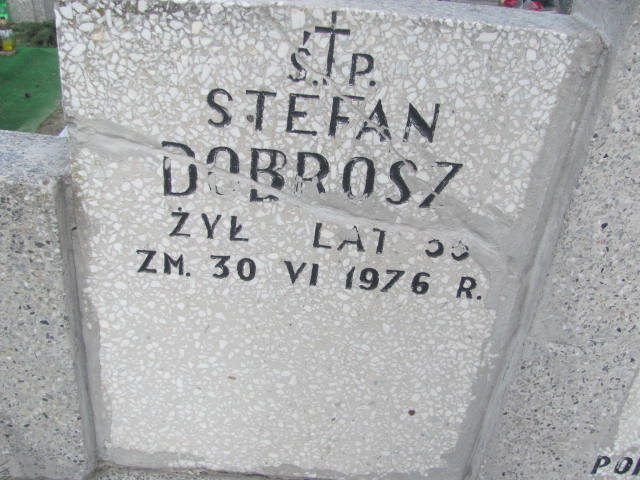 Ś.P.
STEFAN
DOBROSZ
ŻYŁ LAT
ZM. 30 VI 1976 R.